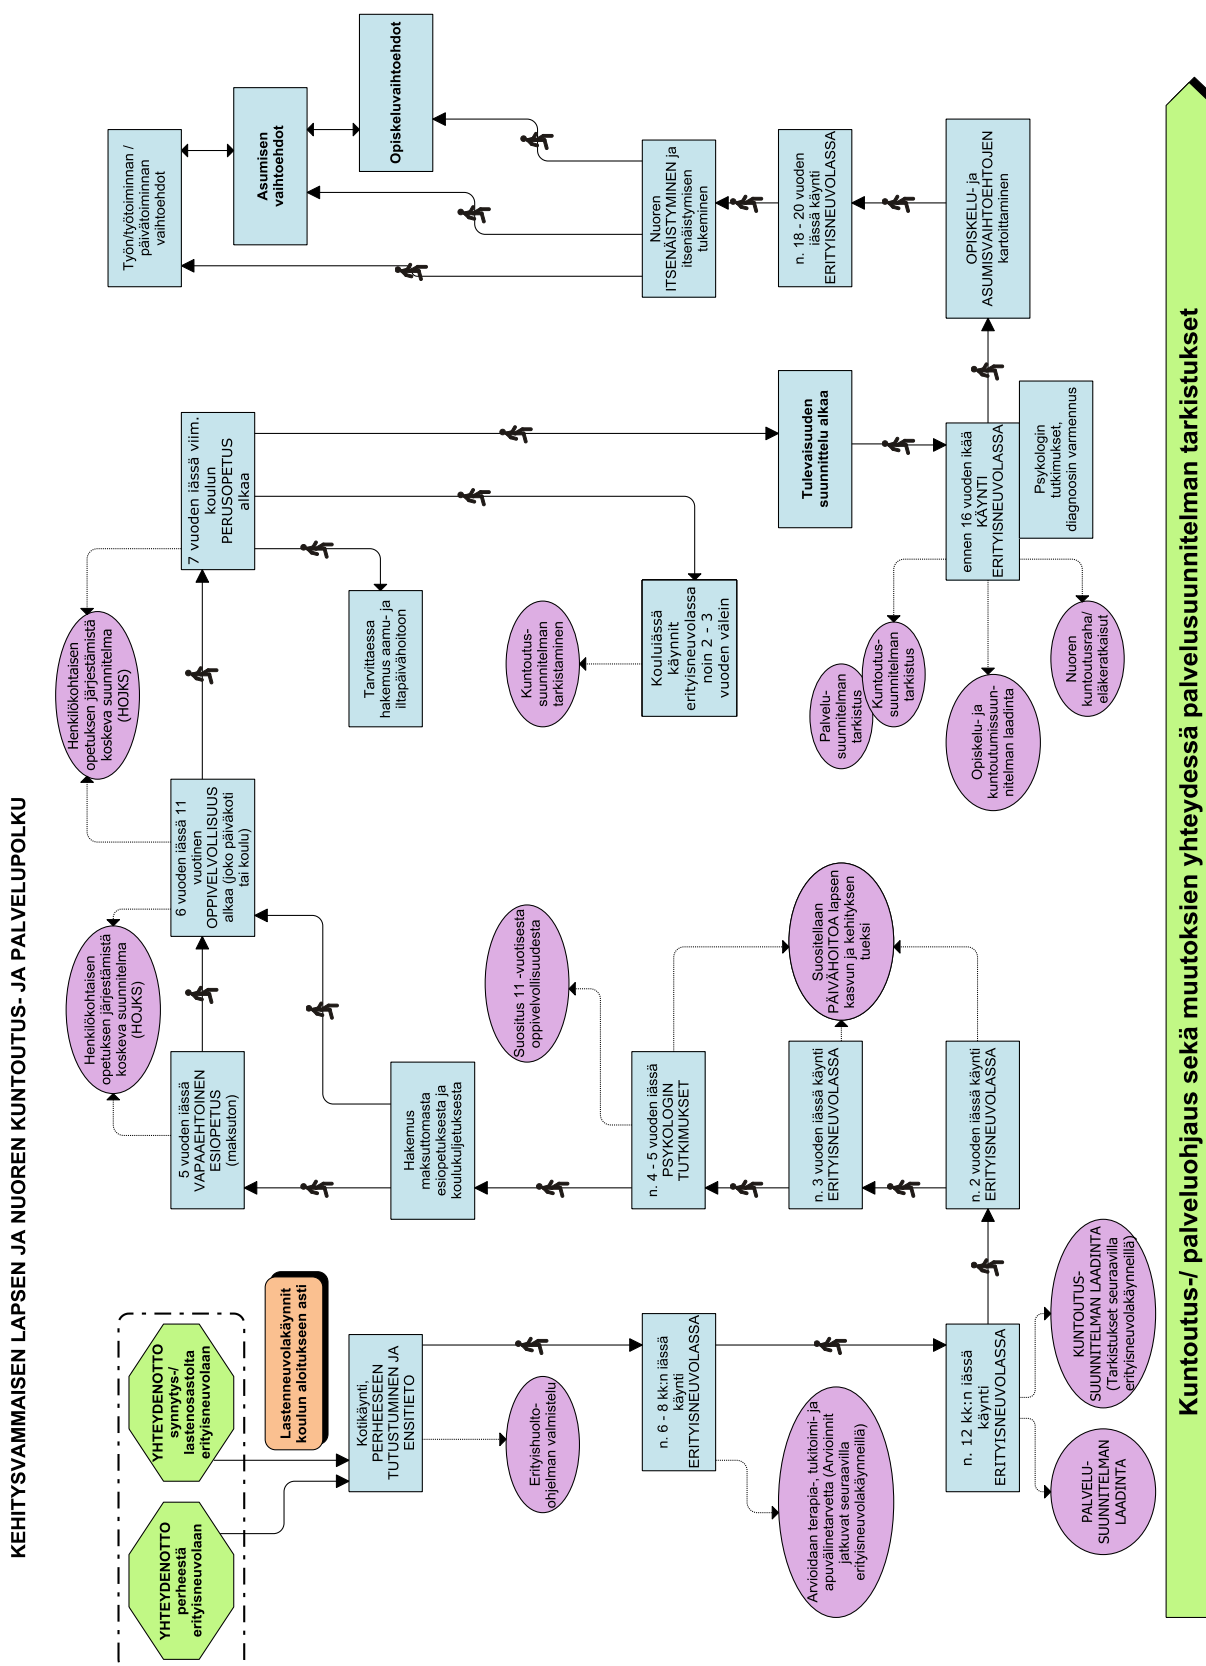 KEHITYSVAMMAISEN LAPSEN JA NUOREN KUNTOUTUS- JA PALVELUPOLKU
YHTEYDENOTTO
perheestä
erityisneuvolaan
YHTEYDENOTTO
synnytys-/
lastenosastolta
erityisneuvolaan
Lastenneuvolakäynnit
koulun aloitukseen asti
Kotikäynti,
PERHEESEEN
TUTUSTUMINEN JA
ENSITIETO
Erityishuolto-
ohjelman valmistelu
n. 6 - 8 kk:n iässä
käynti
ERITYISNEUVOLASSA
Arvioidaan terapia-, tukitoimi- ja
apuvälinetarvetta (Arvioinnit
jatkuvat seuraavilla
erityisneuvolakäynneillä)
n. 12 kk:n iässä
käynti
ERITYISNEUVOLASSA
PALVELU-
SUUNNITELMAN
LAADINTA
KUNTOUTUS-
SUUNNITELMAN LAADINTA
(Tarkistukset seuraavilla
erityisneuvolakäynneillä)
n. 2 vuoden iässä käynti
ERITYISNEUVOLASSA
n. 3 vuoden iässä käynti
ERITYISNEUVOLASSA
Suositellaan
PÄIVÄHOITOA lapsen
kasvun ja kehityksen
tueksi
n. 4 - 5 vuoden iässä
PSYKOLOGIN
TUTKIMUKSET
Suositus 11 -vuotisesta
oppivelvollisuudesta
Hakemus
maksuttomasta
esiopetuksesta ja
koulukuljetuksesta
5 vuoden iässä
VAPAAEHTOINEN
ESIOPETUS
(maksuton)
Henkilökohtaisen
opetuksen järjestämistä
koskeva suunnitelma
(HOJKS)
6 vuoden iässä 11
vuotinen
OPPIVELVOLLISUUS
alkaa (joko päiväkoti
tai koulu)
Henkilökohtaisen
opetuksen järjestämistä
koskeva suunnitelma
(HOJKS)
7 vuoden iässä viim.
koulun
PERUSOPETUS
alkaa
Tarvittaessa
hakemus aamu- ja
iltapäivähoitoon
Kuntoutus-
suunnitelman
tarkistaminen
Kouluiässä
käynnit
erityisneuvolassa
noin 2 - 3
vuoden välein
Tulevaisuuden
suunnittelu alkaa
ennen 16 vuoden ikää
KÄYNTI
ERITYISNEUVOLASSA
Psykologin
tutkimukset,
diagnoosin varmennus
Palvelu-
suunnitelman
tarkistus
Kuntoutus-
suunnitelman
tarkistus
Opiskelu- ja
kuntoutumissuun-
nitelman laadinta
Nuoren
kuntoutusraha/
eläkeratkaisut
OPISKELU- ja
ASUMISVAIHTOEHTOJEN
kartoittaminen
n. 18 - 20 vuoden
iässä käynti
ERITYISNEUVOLASSA
Nuoren
ITSENÄISTYMINEN ja
itsenäistymisen
tukeminen
Työn/työtoiminnan /
päivätoiminnan
vaihtoehdot
Asumisen
vaihtoehdot
Opiskeluvaihtoehdot
Kuntoutus-/ palveluohjaus sekä muutoksien yhteydessä palvelusuunnitelman tarkistukset